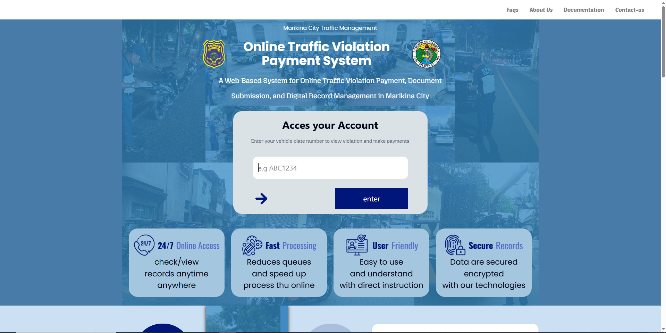 Faqs About Us Documentation Contact-us
Marikina City Traffic Management
Online Traffic Violation
Payment System
A Web-Based System for Online Traffic Violation Payment, Document
Submission, and Digital Record Management in Marikina City
Acces your Account
Enter your vehicle plate number to view violation and make payments
e.g ABC1234
enter
24/7
24/7 Online Access
check/view
records anytime
anywhere
Fast Processing
Reduces queues
and speed up
process thu online
User Friendly
Easy to use
and understand
with direct instruction
Secure Records
Data are secured
encrypted
with our technologies